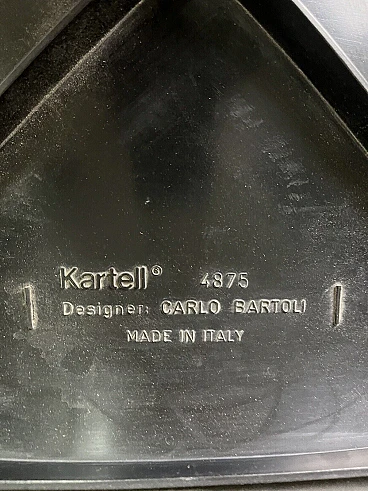 Kartell® 4875
Designer: CARLO BARTOLI
MADE IN ITALY